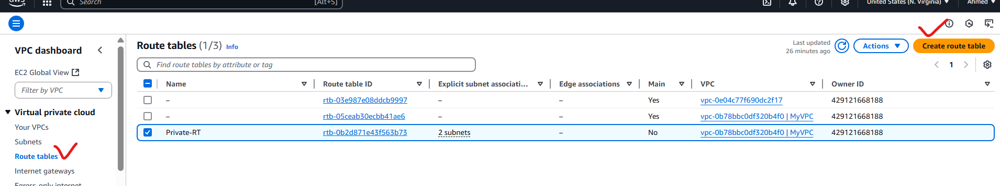 aws
Search
[Alt+S]
United States (N. Virginia)
Ahmed
VPC dashboard
EC2 Global View
Filter by VPC
Virtual private cloud
Your VPCs
Subnets
Route tables
Internet gateways
Egress-only internet
Route tables (1/3) Info
Last updated
26 minutes ago
Actions
Create route table
Find route tables by attribute or tag
1
Name Route table ID Explicit subnet associati... Edge associations Main VPC Owner ID
– rtb-03e987e08ddcb9997 – – Yes vpc-0e04c77f690dc2f17 429121668188
– rtb-05ceab30ecbb41ae6 – – Yes vpc-0b78bbc0df320b4f0 | MyVPC 429121668188
Private-RT rtb-0b2d871e43f563b73 2 subnets – No vpc-0b78bbc0df320b4f0 | MyVPC 429121668188